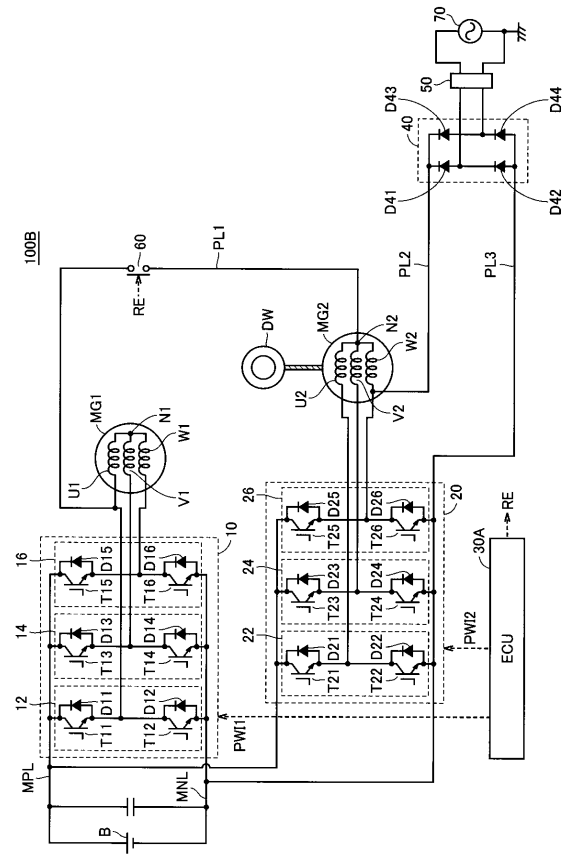 100B
B
MPL
MNL
PWI1
10
12
14
16
T11
D11
T12
D12
T13
D13
T14
D14
T15
D15
T16
D16
MG1
U1
V1
W1
N1
60
RE
PL1
DW
MG2
U2
V2
W2
N2
20
22
24
26
T21
D21
T22
D22
T23
D23
T24
D24
T25
D25
T26
D26
PWI2
30A
ECU
RE
PL2
PL3
40
D41
D42
D43
D44
50
70